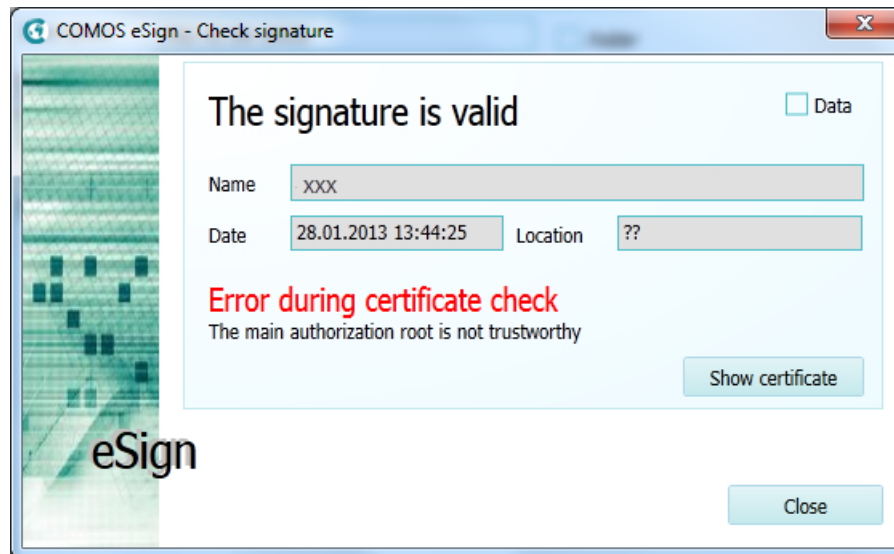 COMOS eSign - Check signature
The signature is valid
Data
Name xxx
Date 28.01.2013 13:44:25 Location ??
Error during certificate check
The main authorization root is not trustworthy
Show certificate
eSign
Close